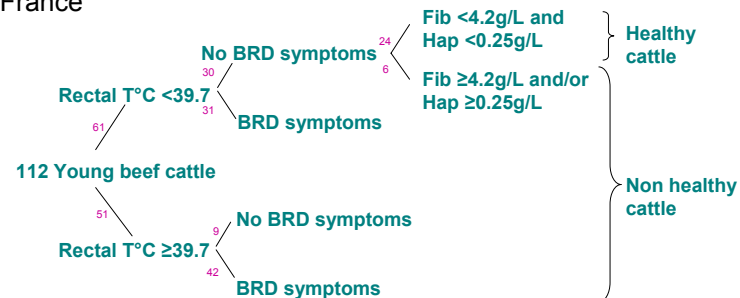 France
Fib <4.2g/L and
Hap <0.25g/L
Healthy
cattle
24
No BRD symptoms
6
30
Fib ≥4.2g/L and/or
Hap ≥0.25g/L
Rectal T°C <39.7
31
BRD symptoms
61
112 Young beef cattle
Non healthy
cattle
51
No BRD symptoms
9
Rectal T°C ≥39.7
42
BRD symptoms